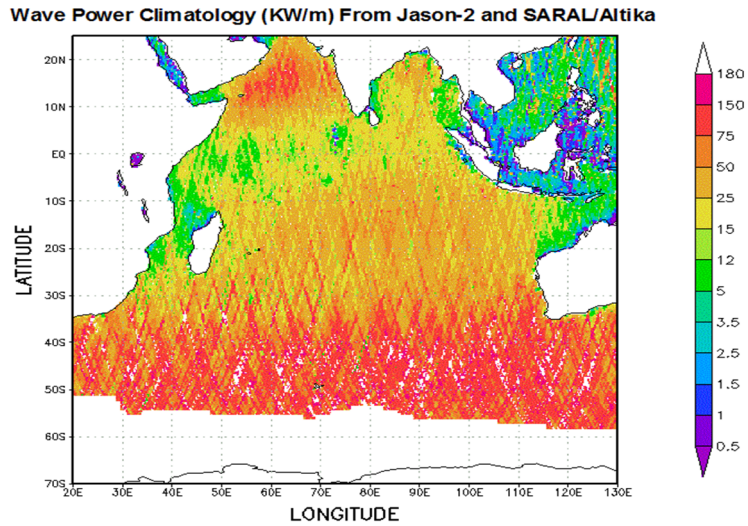 Wave Power Climatology (KW/m) From Jason-2 and SARAL/Altika
20N
10N
EQ
10S
20S
30S
40S
50S
60S
70S
LATITUDE
20E 30E 40E 50E 60E 70E 80E 90E 100E 110E 120E 130E
LONGITUDE
180
150
75
50
25
15
12
5
3.5
2.5
1.5
1
0.5